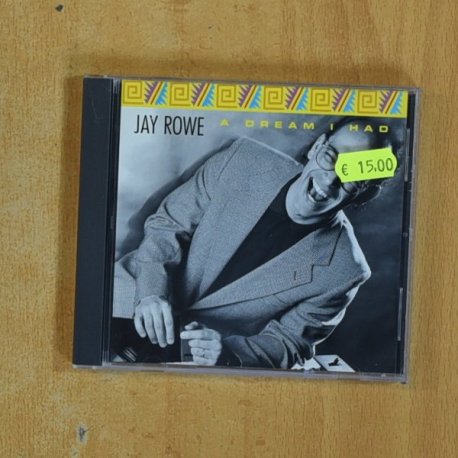 JAY ROWE A DREAM I HAD
€ 15,00